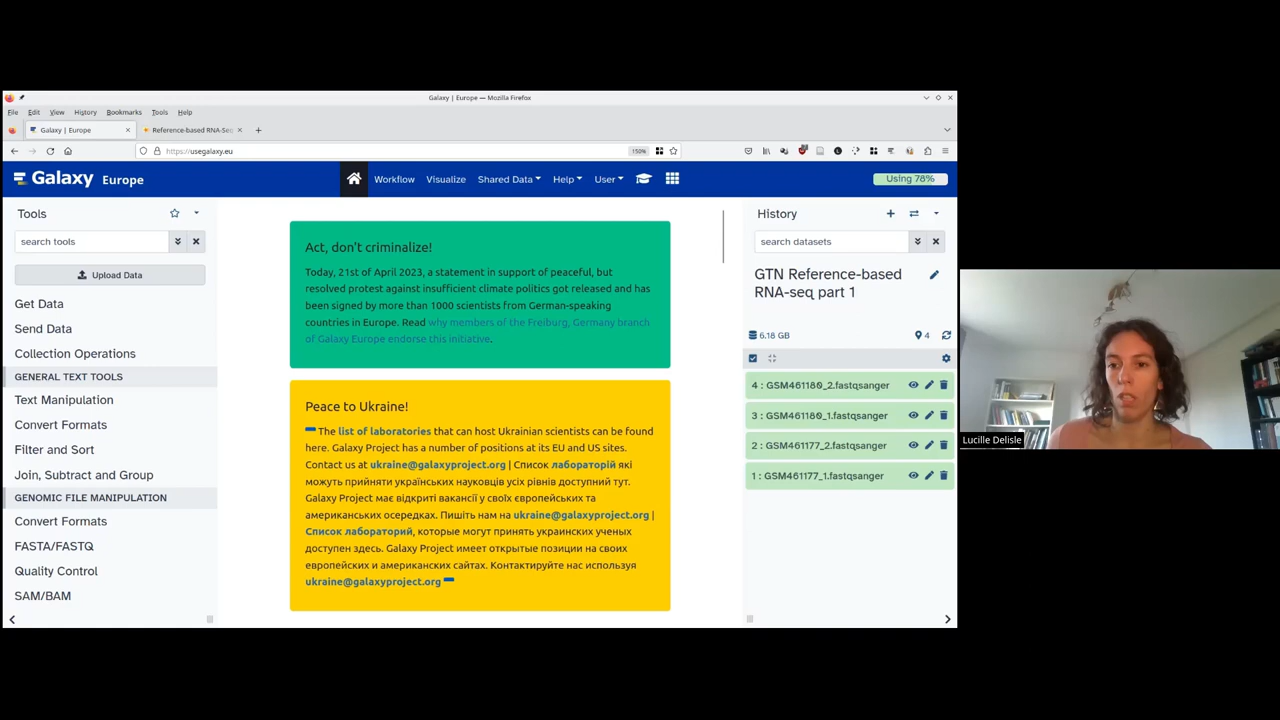 Galaxy | Europe — Mozilla Firefox
File Edit View History Bookmarks Tools Help
Galaxy | Europe
Reference-based RNA-Seq
https://usegalaxy.eu
150%
Galaxy Europe
Workflow Visualize Shared Data Help User
Using 78%
Tools
search tools
Upload Data
Get Data
Send Data
Collection Operations
GENERAL TEXT TOOLS
Text Manipulation
Convert Formats
Filter and Sort
Join, Subtract and Group
GENOMIC FILE MANIPULATION
Convert Formats
FASTA/FASTQ
Quality Control
SAM/BAM
Act, don't criminalize!
Today, 21st of April 2023, a statement in support of peaceful, but
resolved protest against insufficient climate politics got released and has
been signed by more than 1000 scientists from German-speaking
countries in Europe. Read why members of the Freiburg, Germany branch
of Galaxy Europe endorse this initiative.
Peace to Ukraine!
The list of laboratories that can host Ukrainian scientists can be found
here. Galaxy Project has a number of positions at its EU and US sites.
Contact us at ukraine@galaxyproject.org | Список лабораторій які
можуть прийняти українських науковців усіх рівнів доступний тут.
Galaxy Project має відкриті вакансії у своїх європейських та
американських осередках. Пишіть нам на ukraine@galaxyproject.org |
Список лабораторий, которые могут принять украинских ученых
доступен здесь. Galaxy Project имеет открытые позиции на своих
европейских и американских сайтах. Контактируйте нас используя
ukraine@galaxyproject.org
History
search datasets
GTN Reference-based
RNA-seq part 1
6.18 GB
4
4 : GSM461180_2.fastqsanger
3 : GSM461180_1.fastqsanger
2 : GSM461177_2.fastqsanger
1 : GSM461177_1.fastqsanger
Lucille Delisle